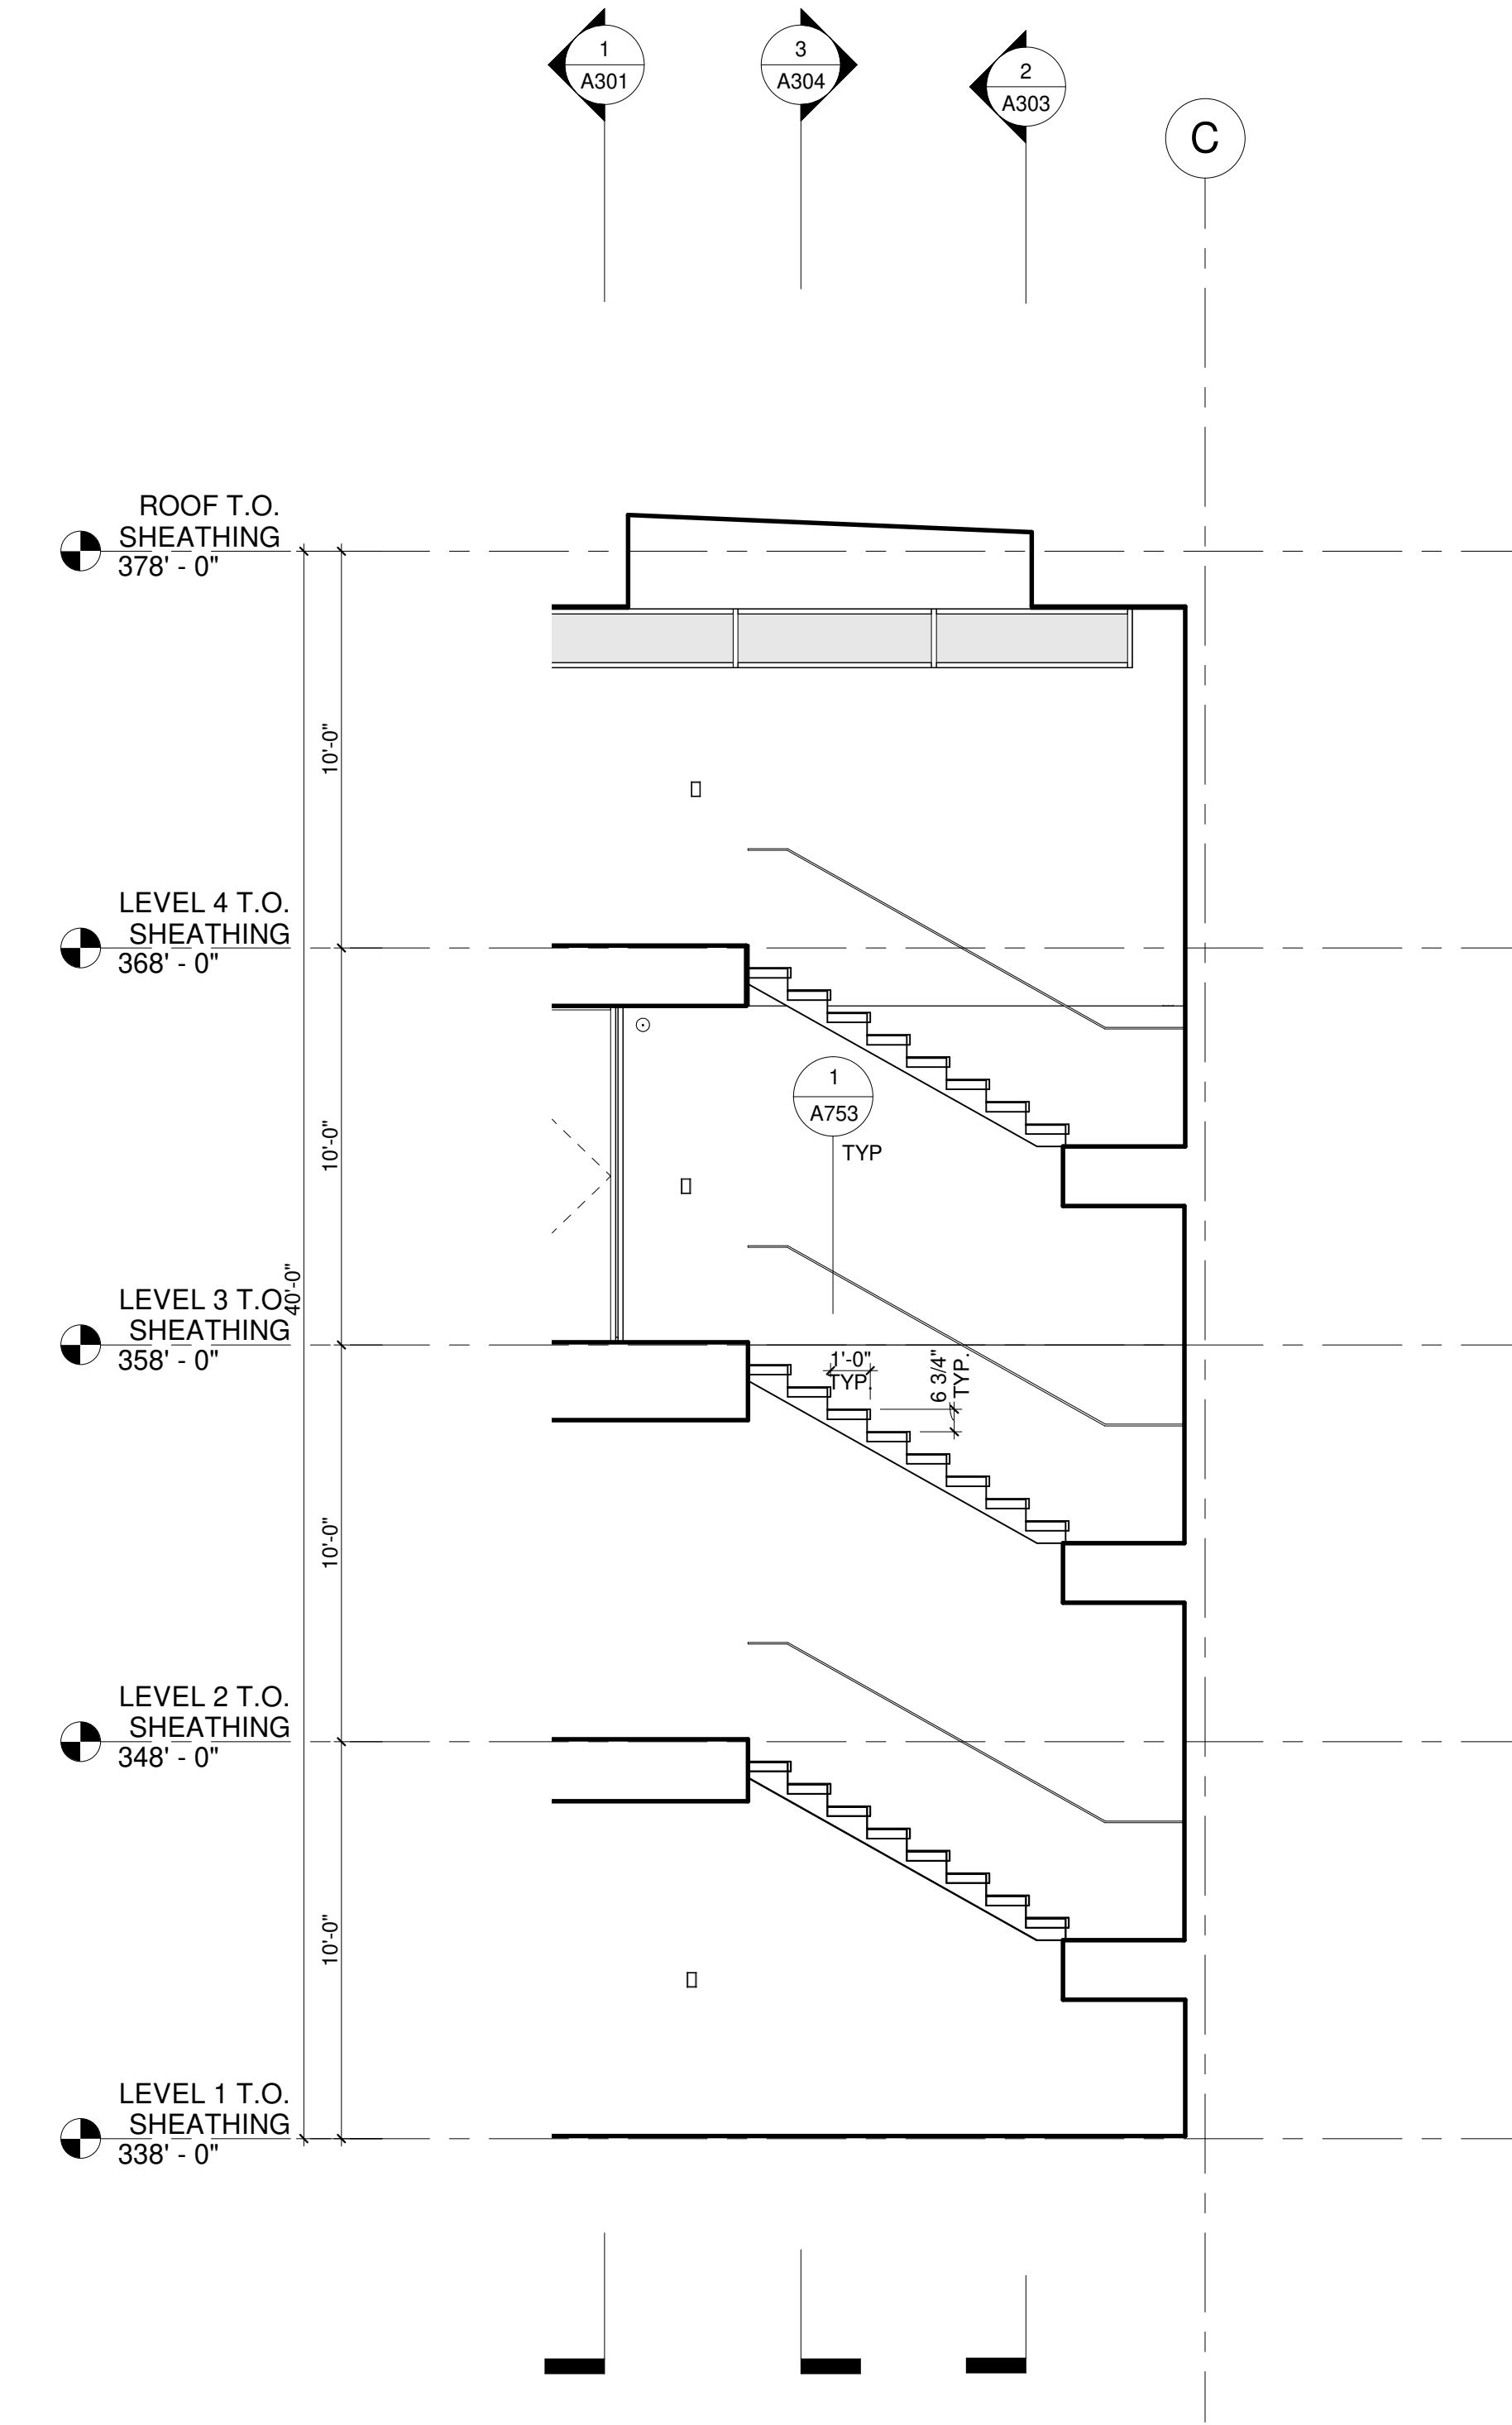 1
A301
3
A304
2
A303
C
ROOF T.O.
SHEATHING
378' - 0"
10'-0"
LEVEL 4 T.O.
SHEATHING
368' - 0"
1
A753
TYP
10'-0"
40'-0"
LEVEL 3 T.O.
SHEATHING
358' - 0"
1'-0"
TYP.
6 3/4"
TYP.
10'-0"
LEVEL 2 T.O.
SHEATHING
348' - 0"
10'-0"
LEVEL 1 T.O.
SHEATHING
338' - 0"